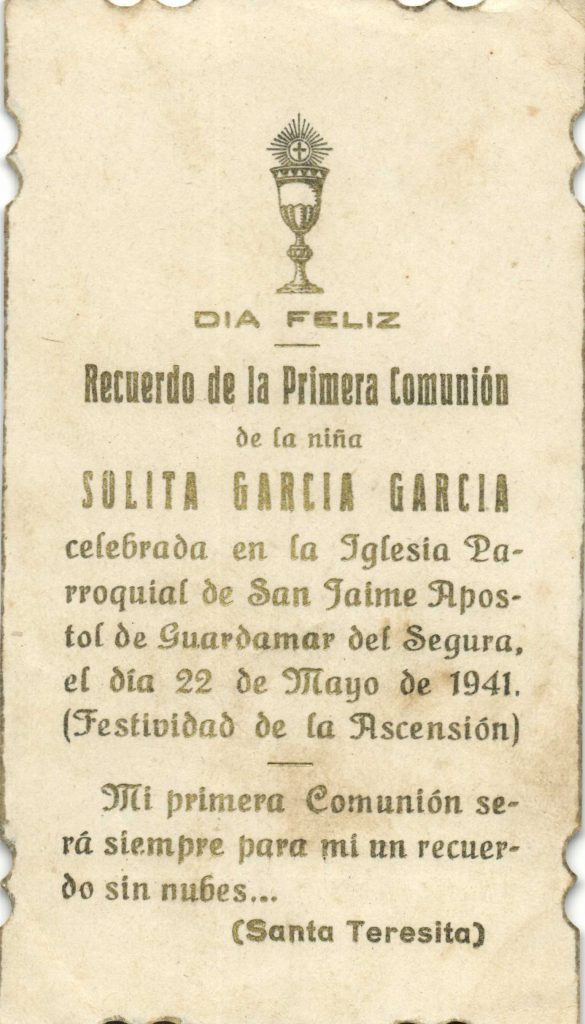 DIA FELIZ
Recuerdo de la Primera Comunión
de la niña
SOLITA GARCIA GARCIA
celebrada en la Iglesia Pa-
rroquial de San Jaime Apos-
tol de Guardamar del Segura,
el día 22 de Mayo de 1941.
(Festividad de la Ascensión)
Mi primera Comunión se-
rá siempre para mi un recuer-
do sin nubes...
(Santa Teresita)